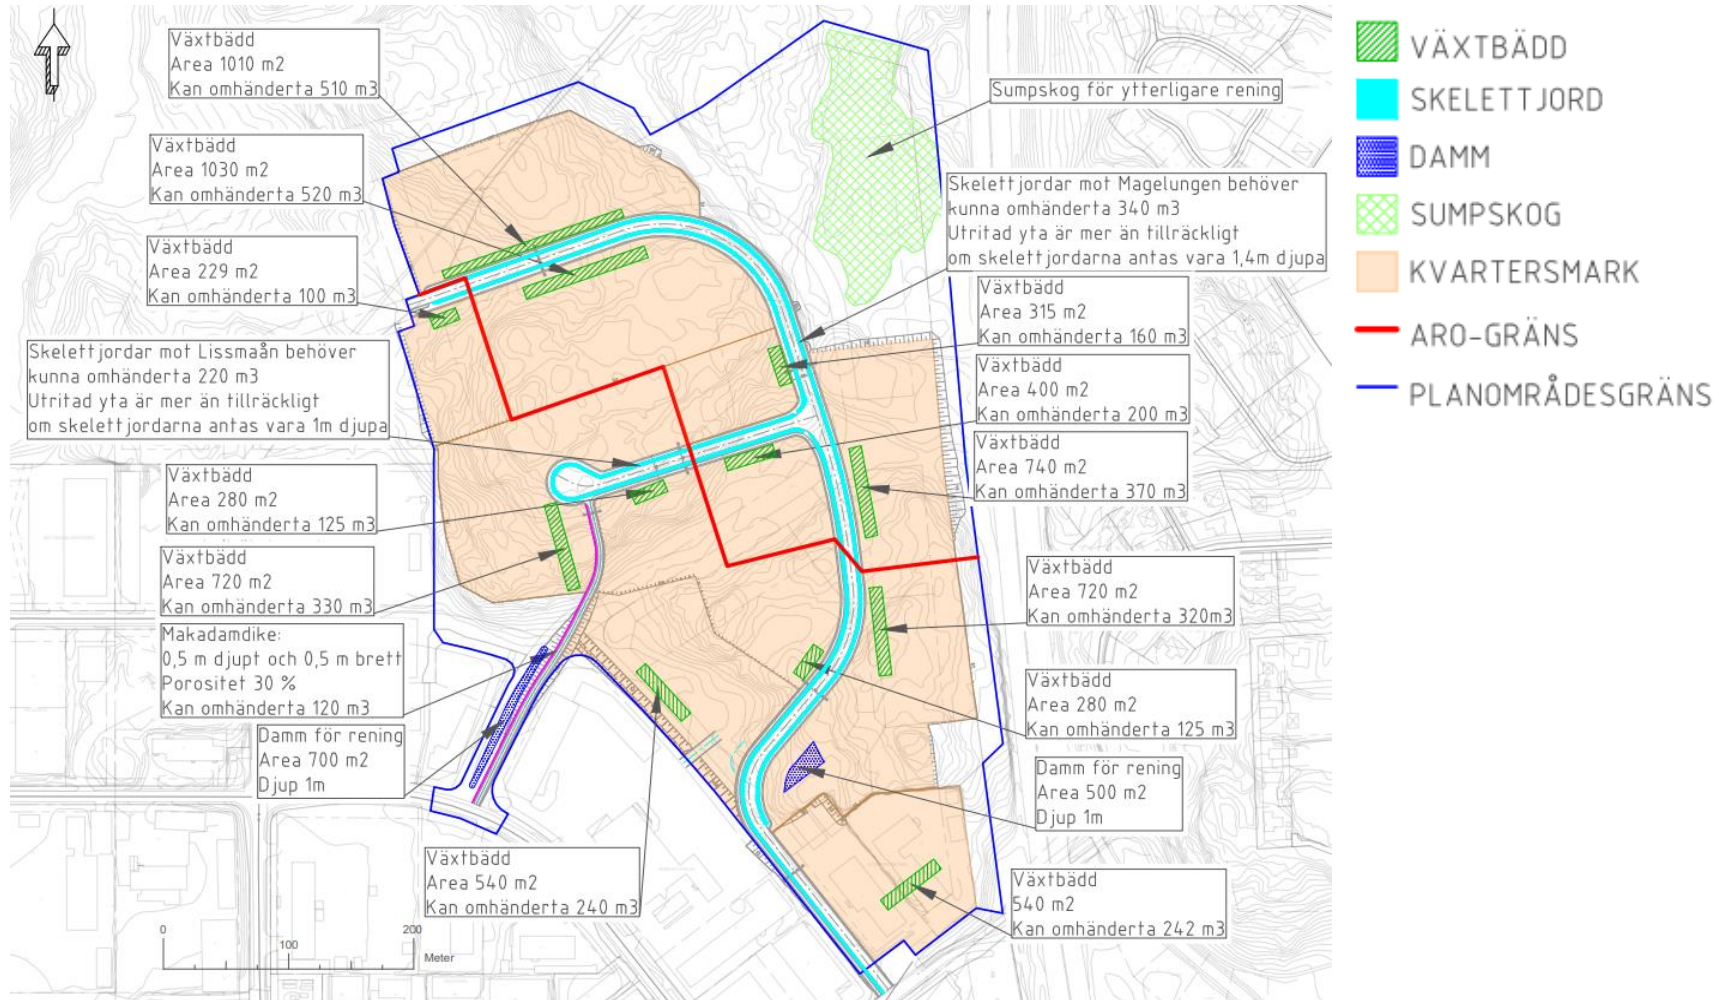 Växtbädd
Area 1010 m2
Kan omhänderta 510 m3
Växtbädd
Area 1030 m2
Kan omhänderta 520 m3
Växtbädd
Area 229 m2
Kan omhänderta 100 m3
Skelettjordar mot Lissmaån behöver
kunna omhänderta 220 m3
Utritad yta är mer än tillräckligt
om skelettjordarna antas vara 1m djupa
Växtbädd
Area 280 m2
Kan omhänderta 125 m3
Växtbädd
Area 720 m2
Kan omhänderta 330 m3
Makadamdike:
0,5 m djupt och 0,5 m brett
Porositet 30 %
Kan omhänderta 120 m3
Damm för rening
Area 700 m2
Djup 1m
Växtbädd
Area 540 m2
Kan omhänderta 240 m3
0
100
200
Meter
Sumpskog för ytterligare rening
Skelettjordar mot Magelungen behöver
kunna omhänderta 340 m3
Utritad yta är mer än tillräckligt
om skelettjordarna antas vara 1,4m djupa
Växtbädd
Area 315 m2
Kan omhänderta 160 m3
Växtbädd
Area 400 m2
Kan omhänderta 200 m3
Växtbädd
Area 740 m2
Kan omhänderta 370 m3
Växtbädd
Area 720 m2
Kan omhänderta 320m3
Växtbädd
Area 280 m2
Kan omhänderta 125 m3
Damm för rening
Area 500 m2
Djup 1m
Växtbädd
540 m2
Kan omhänderta 242 m3
VÄXTBÄDD
SKELETTJORD
DAMM
SUMPSKOG
KVARTERSMARK
ARO-GRÄNS
PLANOMRÅDESGRÄNS